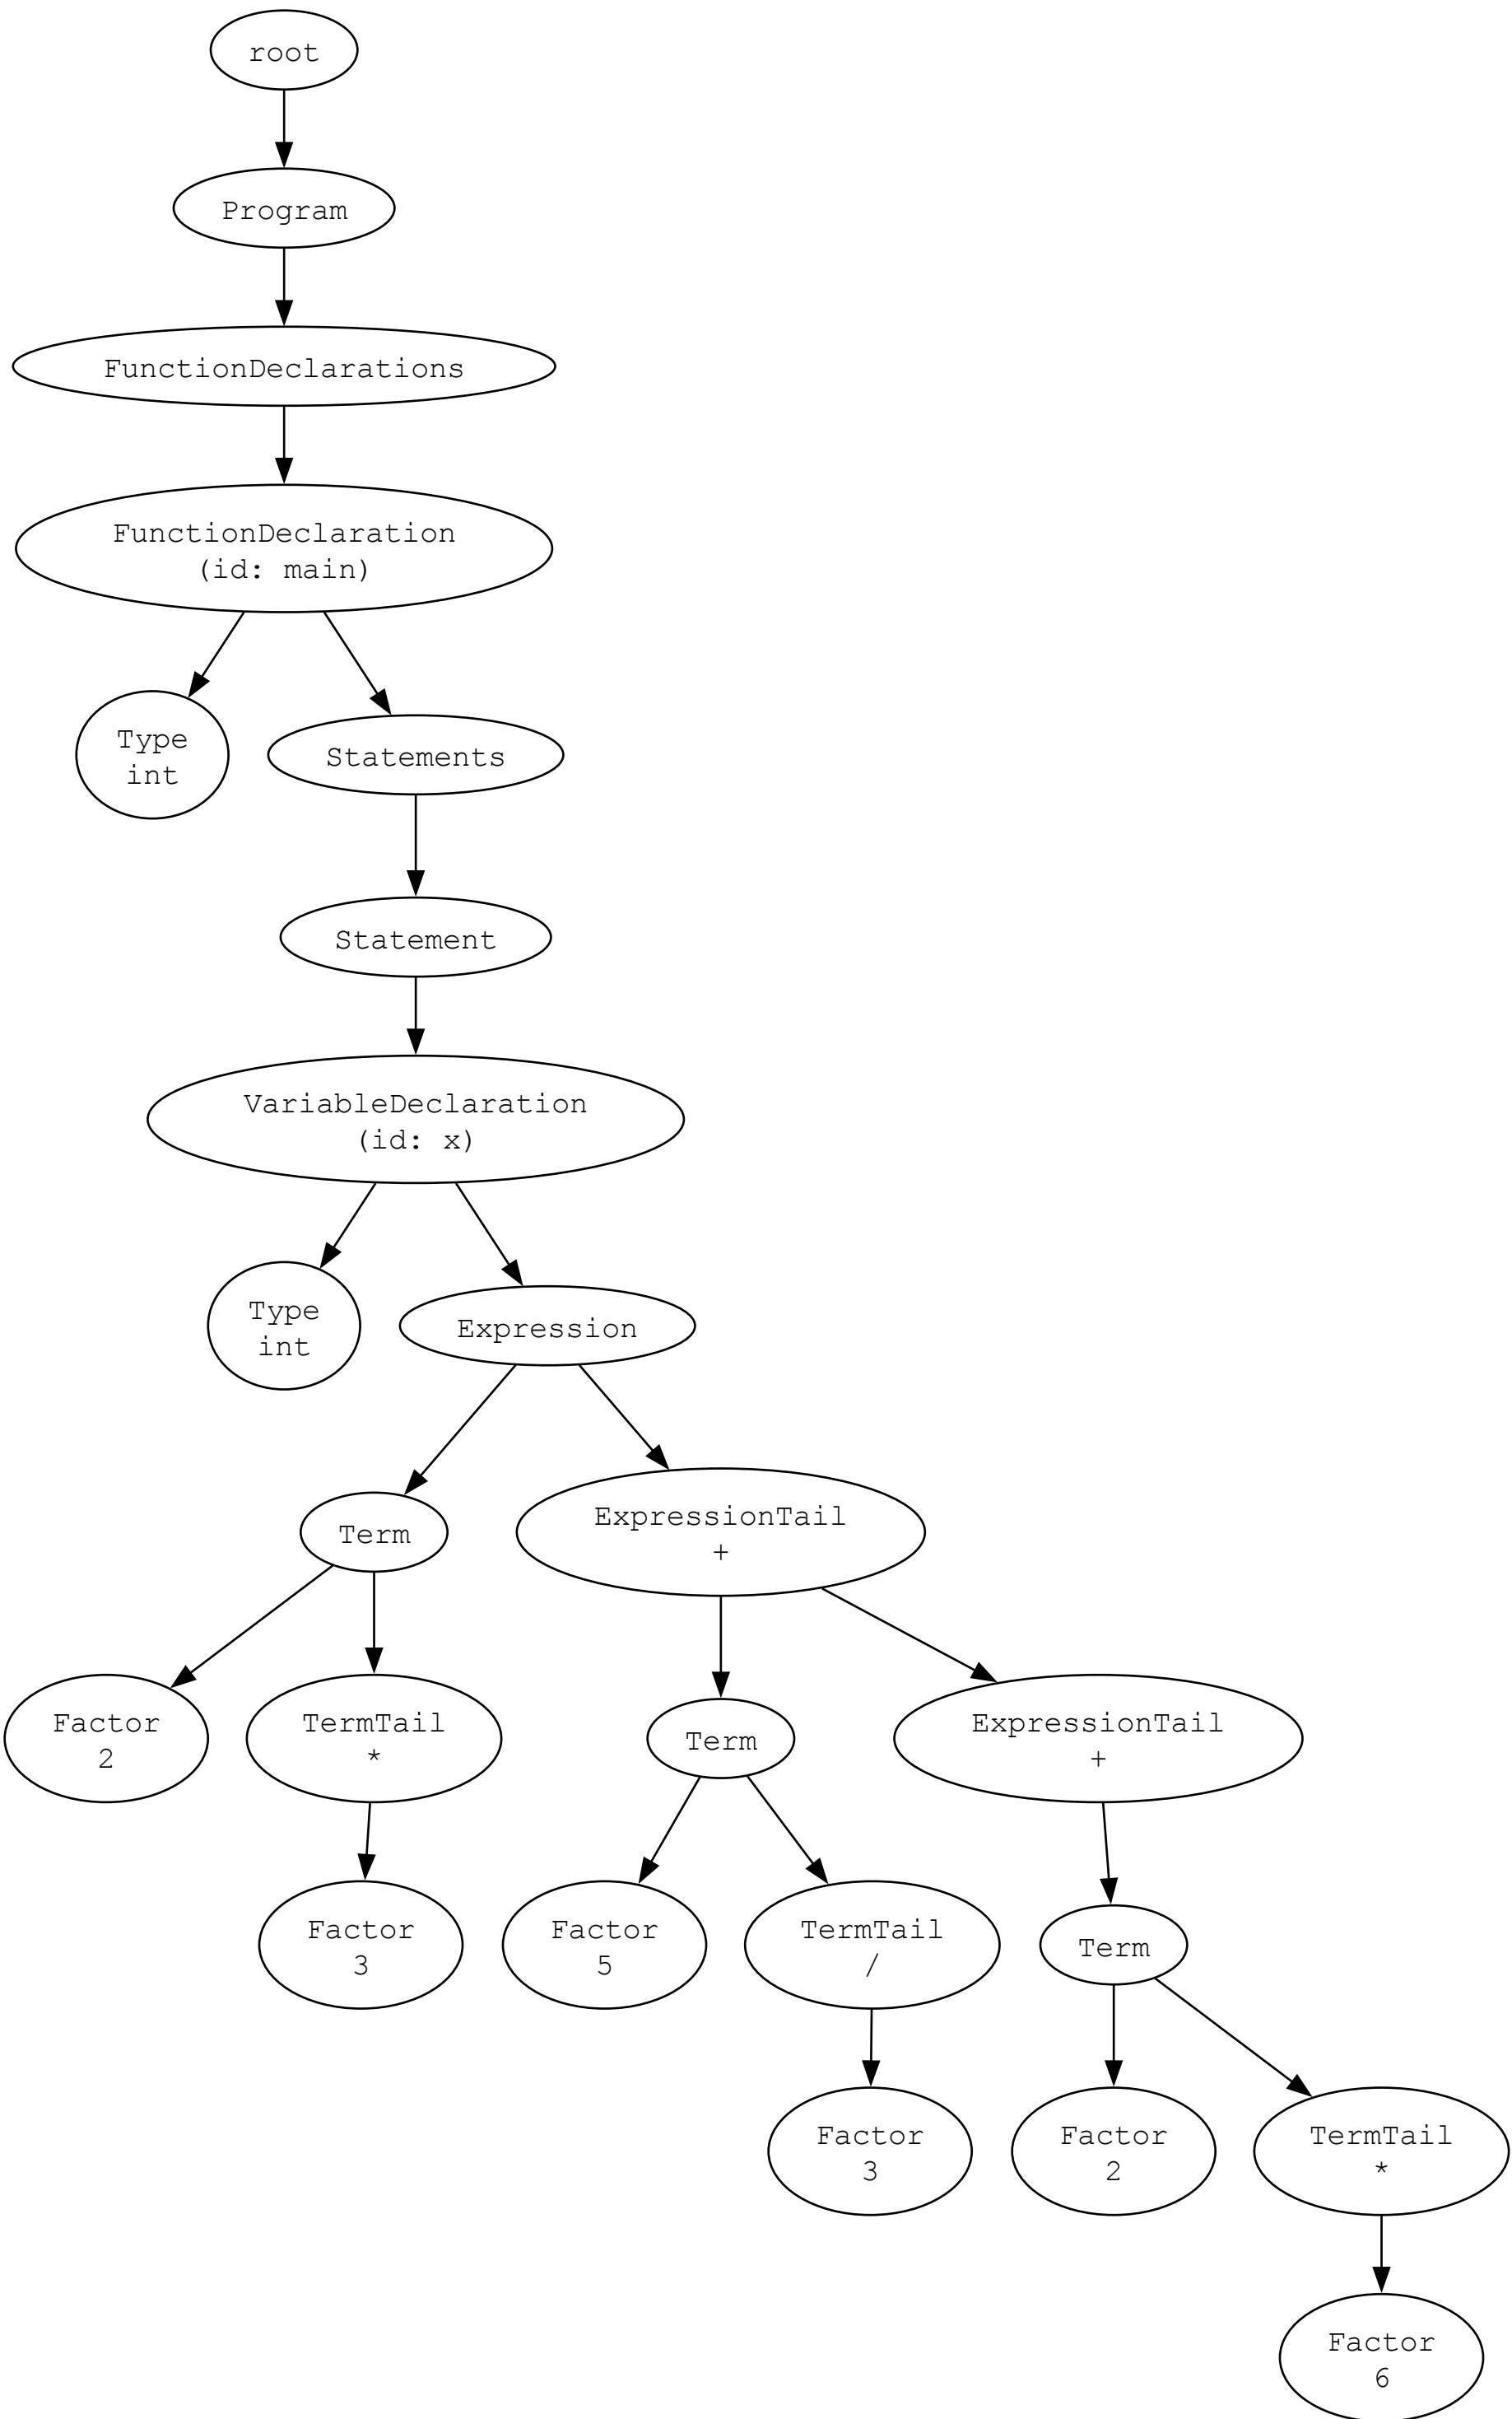 root
Program
FunctionDeclarations
FunctionDeclaration
(id: main)
Type
int
Statements
Statement
VariableDeclaration
(id: x)
Type
int
Expression
Term
ExpressionTail
+
Factor
2
TermTail
*
Term
ExpressionTail
+
Factor
3
Factor
5
TermTail
/
Term
Factor
3
Factor
2
TermTail
*
Factor
6